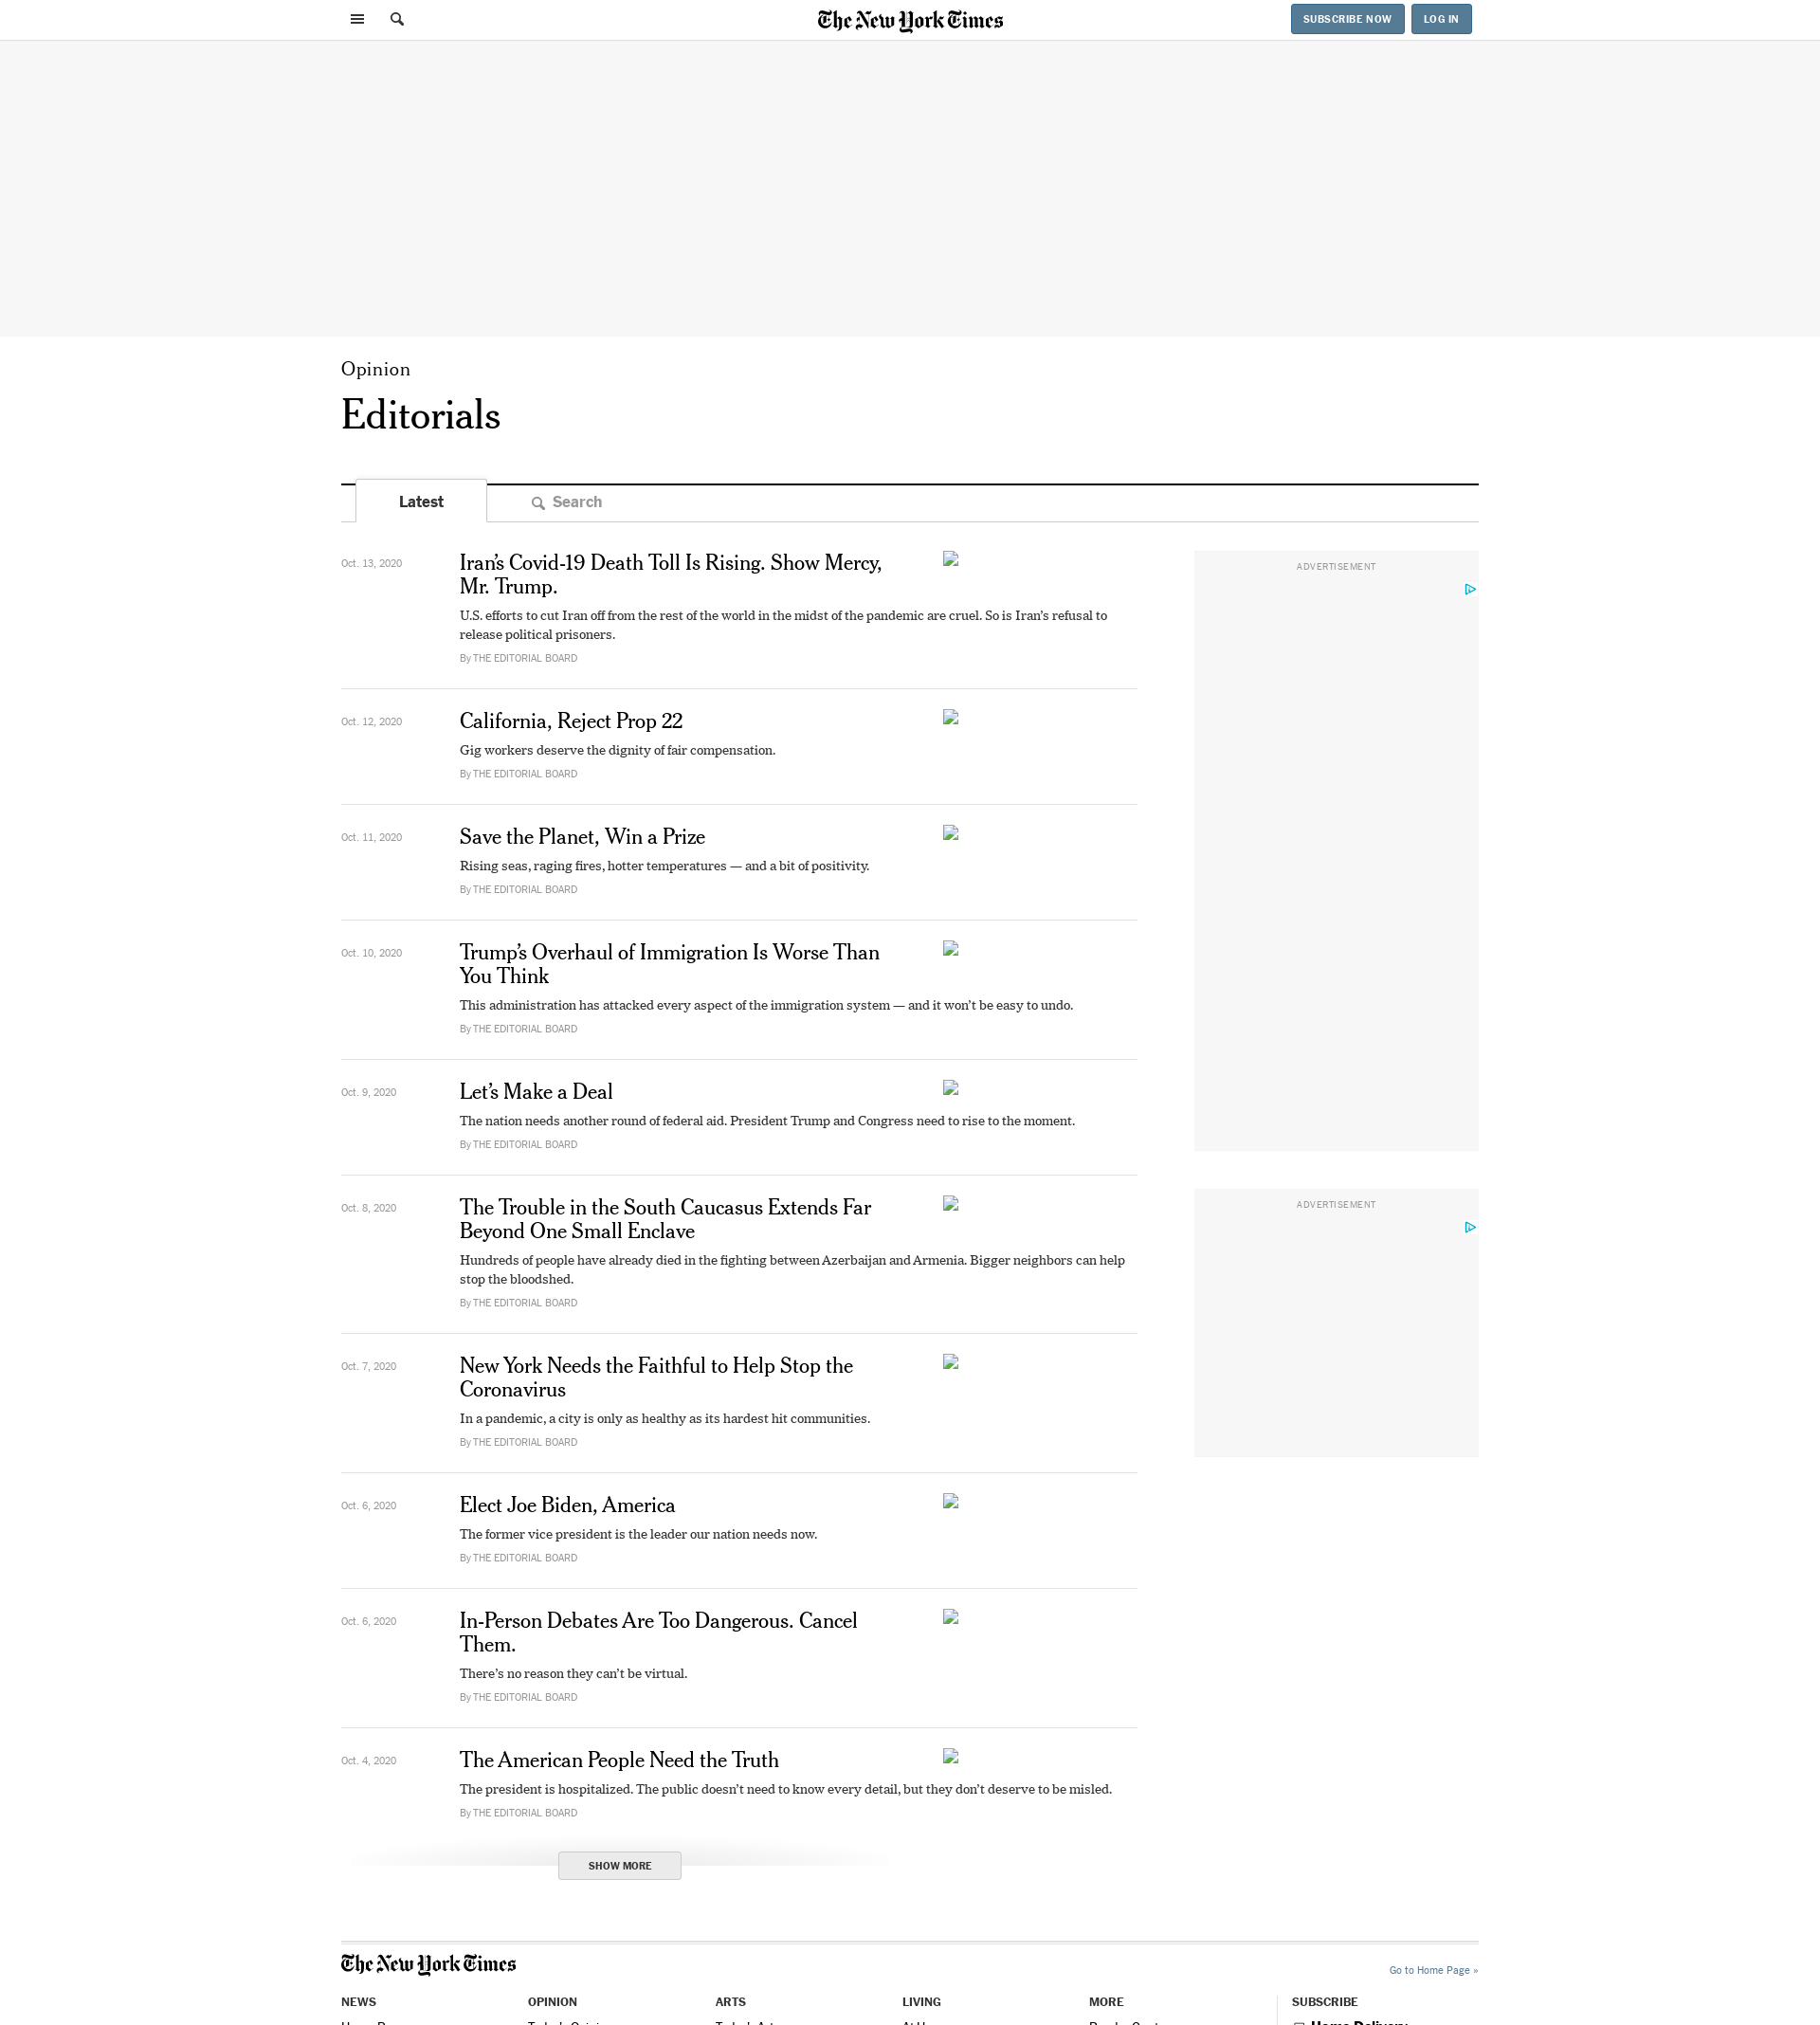 The New York Times
SUBSCRIBE NOW
LOG IN
Opinion
Editorials
Latest
Search
Oct. 13, 2020
Iran’s Covid-19 Death Toll Is Rising. Show Mercy,
Mr. Trump.
U.S. efforts to cut Iran off from the rest of the world in the midst of the pandemic are cruel. So is Iran’s refusal to
release political prisoners.
By THE EDITORIAL BOARD
ADVERTISEMENT
Oct. 12, 2020
California, Reject Prop 22
Gig workers deserve the dignity of fair compensation.
By THE EDITORIAL BOARD
Oct. 11, 2020
Save the Planet, Win a Prize
Rising seas, raging fires, hotter temperatures — and a bit of positivity.
By THE EDITORIAL BOARD
Oct. 10, 2020
Trump’s Overhaul of Immigration Is Worse Than
You Think
This administration has attacked every aspect of the immigration system — and it won’t be easy to undo.
By THE EDITORIAL BOARD
Oct. 9, 2020
Let’s Make a Deal
The nation needs another round of federal aid. President Trump and Congress need to rise to the moment.
By THE EDITORIAL BOARD
Oct. 8, 2020
The Trouble in the South Caucasus Extends Far
Beyond One Small Enclave
Hundreds of people have already died in the fighting between Azerbaijan and Armenia. Bigger neighbors can help
stop the bloodshed.
By THE EDITORIAL BOARD
ADVERTISEMENT
Oct. 7, 2020
New York Needs the Faithful to Help Stop the
Coronavirus
In a pandemic, a city is only as healthy as its hardest hit communities.
By THE EDITORIAL BOARD
Oct. 6, 2020
Elect Joe Biden, America
The former vice president is the leader our nation needs now.
By THE EDITORIAL BOARD
Oct. 6, 2020
In-Person Debates Are Too Dangerous. Cancel
Them.
There’s no reason they can’t be virtual.
By THE EDITORIAL BOARD
Oct. 4, 2020
The American People Need the Truth
The president is hospitalized. The public doesn’t need to know every detail, but they don’t deserve to be misled.
By THE EDITORIAL BOARD
SHOW MORE
The New York Times
Go to Home Page »
NEWS
OPINION
ARTS
LIVING
MORE
SUBSCRIBE